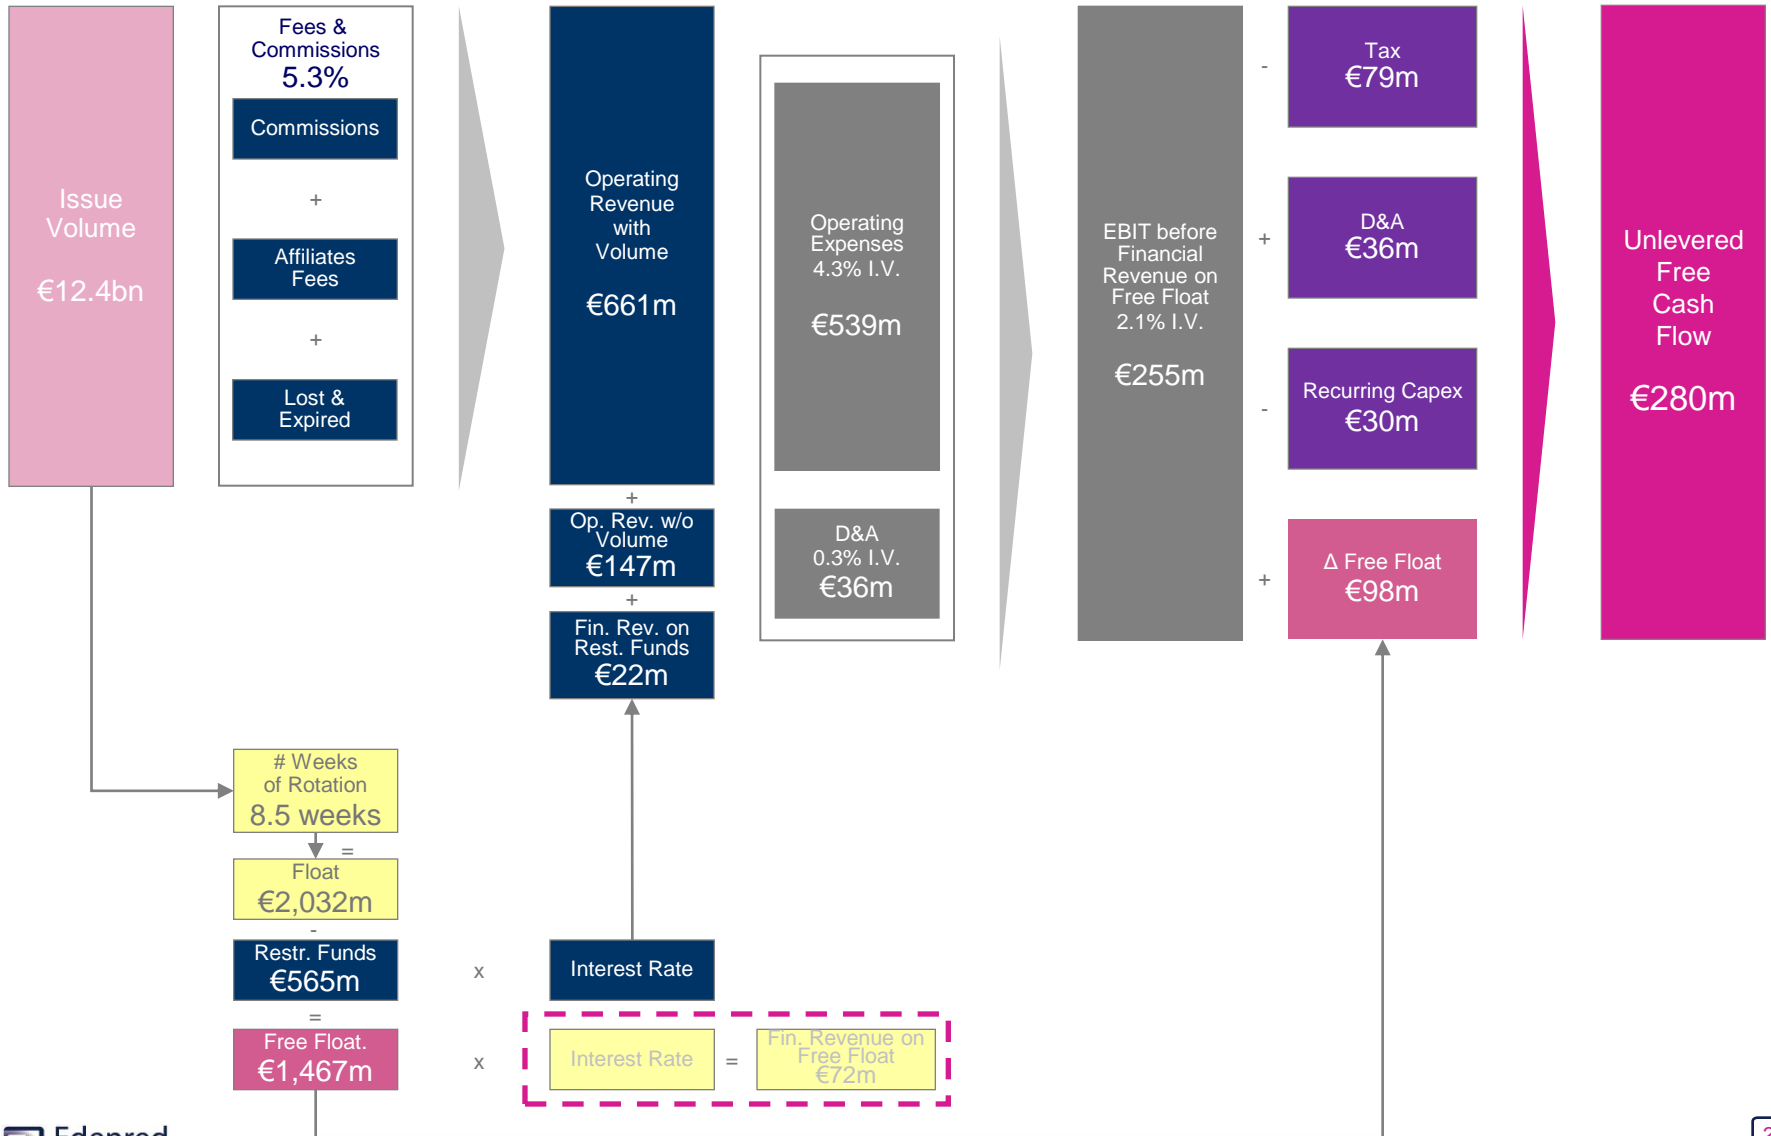 Issue
Volume
€12.4bn
Fees &
Commissions
5.3%
Commissions
+
Affiliates
Fees
+
Lost &
Expired
Operating
Revenue
with
Volume
€661m
+
Op. Rev. w/o
Volume
€147m
+
Fin. Rev. on
Rest. Funds
€22m
Operating
Expenses
4.3% I.V.
€539m
D&A
0.3% I.V.
€36m
EBIT before
Financial
Revenue on
Free Float
2.1% I.V.
€255m
-
Tax
€79m
+
D&A
€36m
-
Recurring Capex
€30m
+
Δ Free Float
€98m
Unlevered
Free
Cash
Flow
€280m
# Weeks
of Rotation
8.5 weeks
=
Float
€2,032m
-
Restr. Funds
€565m
x
Interest Rate
=
Free Float.
€1,467m
x
Interest Rate
=
Fin. Revenue on
Free Float
€72m
Edenred